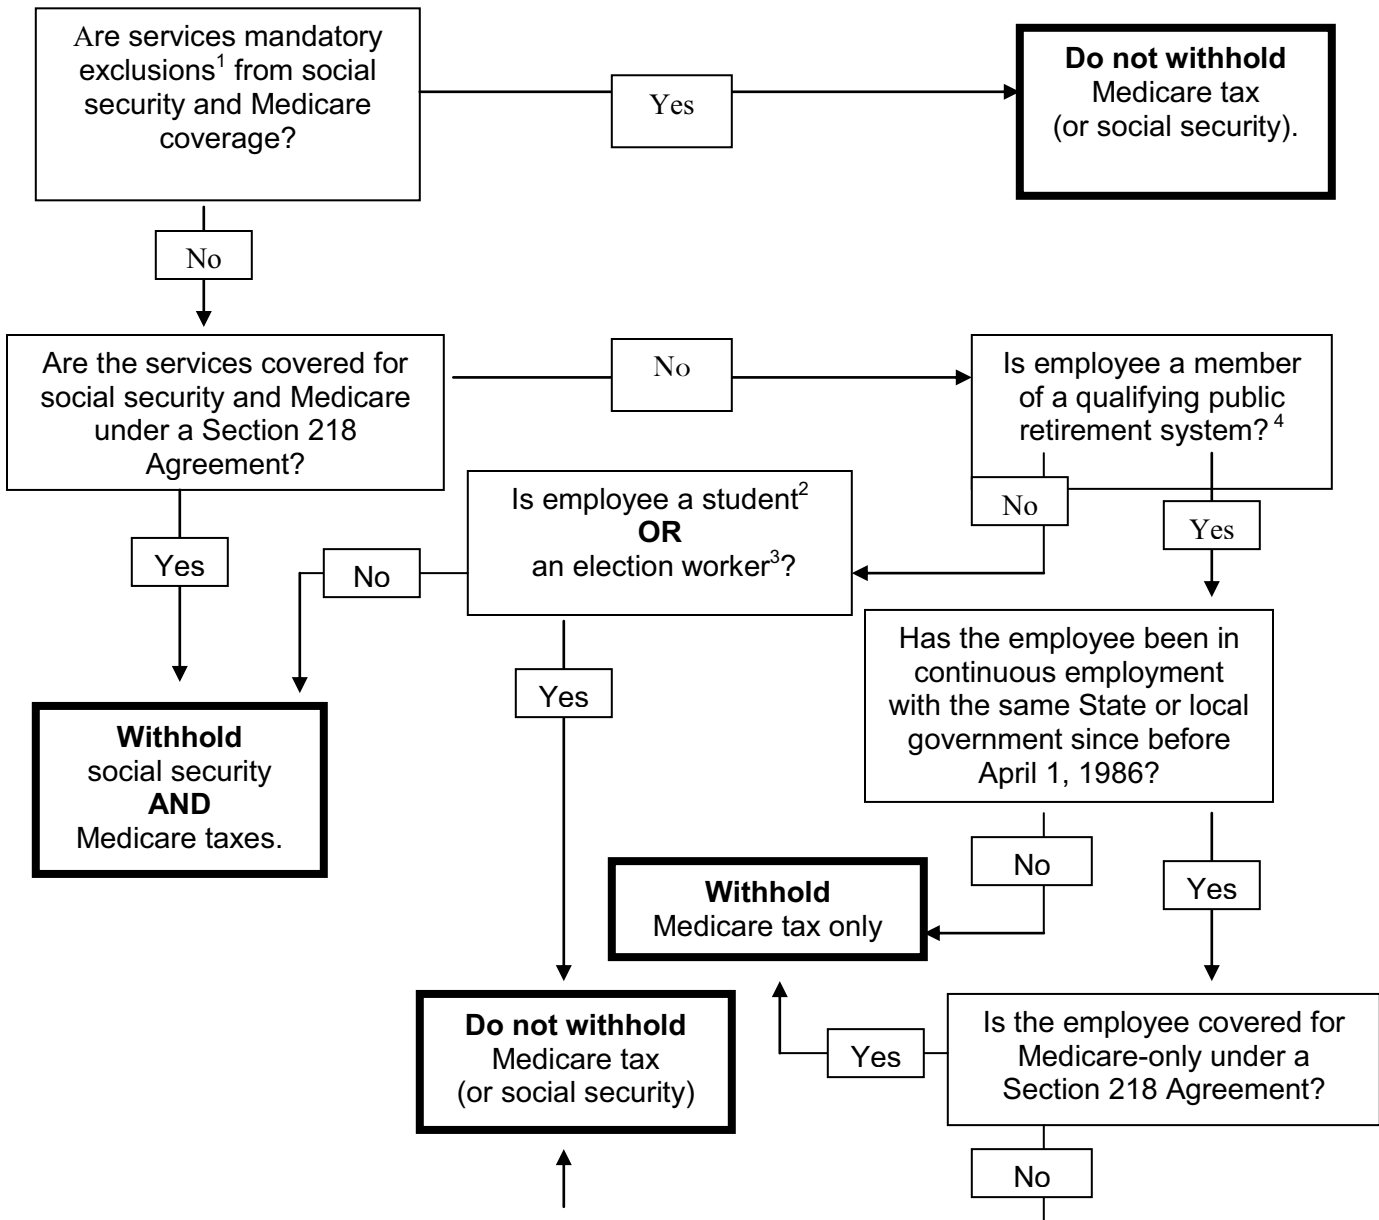 Are services mandatory
exclusions¹ from social
security and Medicare
coverage?
Yes
Do not withhold
Medicare tax
(or social security).
No
Are the services covered for
social security and Medicare
under a Section 218
Agreement?
No
Is employee a member
of a qualifying public
retirement system? ⁴
Yes
Is employee a student²
OR
an election worker³?
No
No
Yes
Yes
Has the employee been in
continuous employment
with the same State or local
government since before
April 1, 1986?
Withhold
social security
AND
Medicare taxes.
No
Yes
Withhold
Medicare tax only
Do not withhold
Medicare tax
(or social security)
Yes
Is the employee covered for
Medicare-only under a
Section 218 Agreement?
No